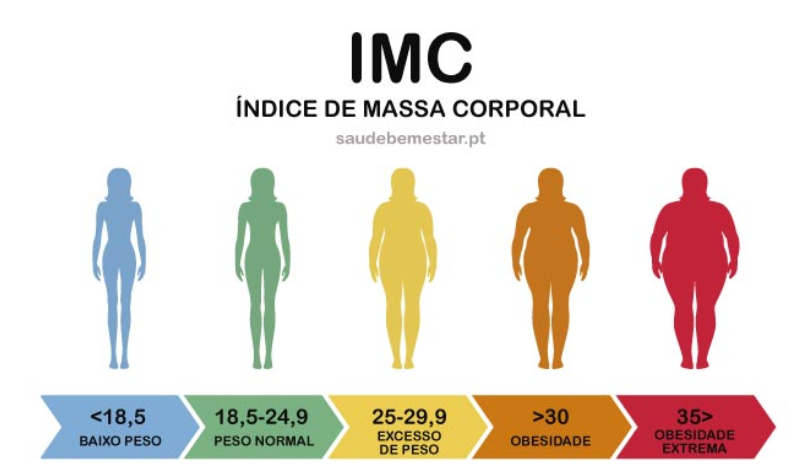 IMC
ÍNDICE DE MASSA CORPORAL
saudebemestar.pt
<18,5
BAIXO PESO
18,5-24,9
PESO NORMAL
25-29,9
EXCESSO
DE PESO
>30
OBESIDADE
35>
OBESIDADE
EXTREMA